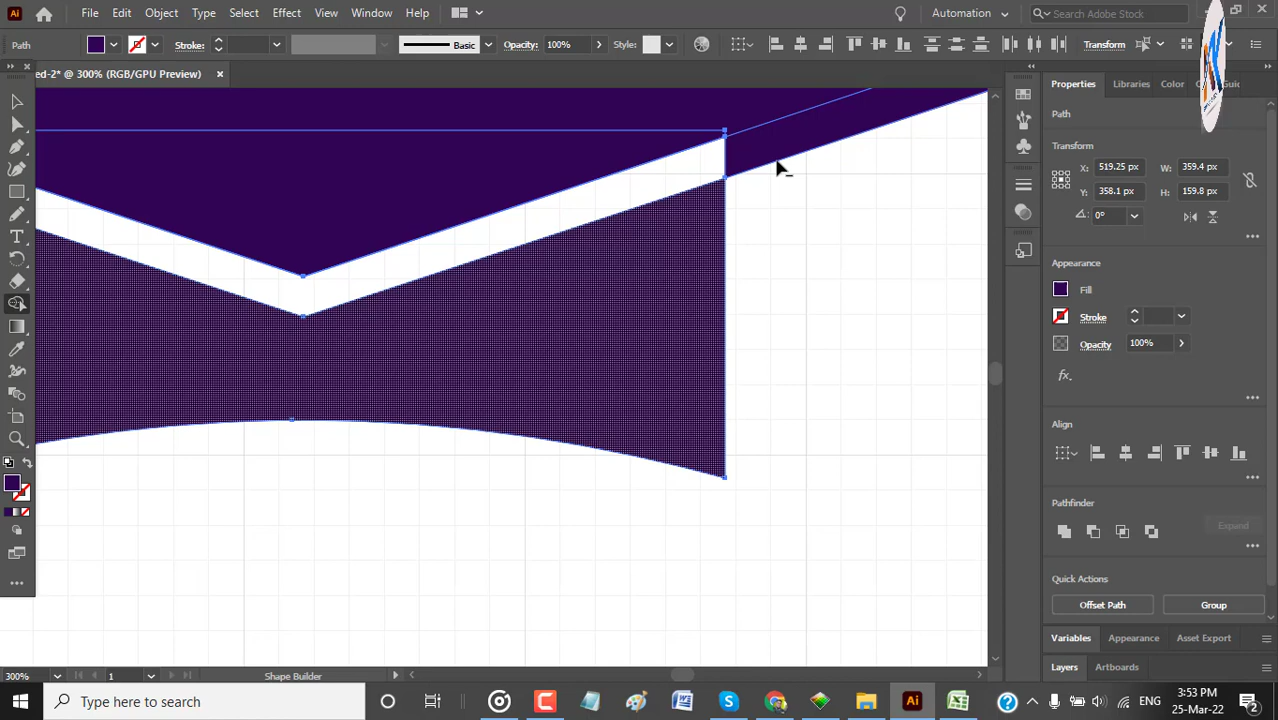 Ai File Edit Object Type Select Effect View Window Help Automation Search Adobe Stock
Path Stroke: Basic Opacity: 100% Style: Transform
ed-2* @ 300% (RGB/GPU Preview) ×
Properties Libraries Color Gui
Path
Transform
X: 519.25 px W: 359.4 px
Y: 358.1 px H: 159.8 px
0°
Appearance
Fill
Stroke
Opacity 100%
fx.
Align
Pathfinder
Expand
Quick Actions
Offset Path Group
Variables Appearance Asset Export
Layers Artboards
300% 1 Shape Builder
Type here to search
ENG 3:53 PM
25-Mar-22 2